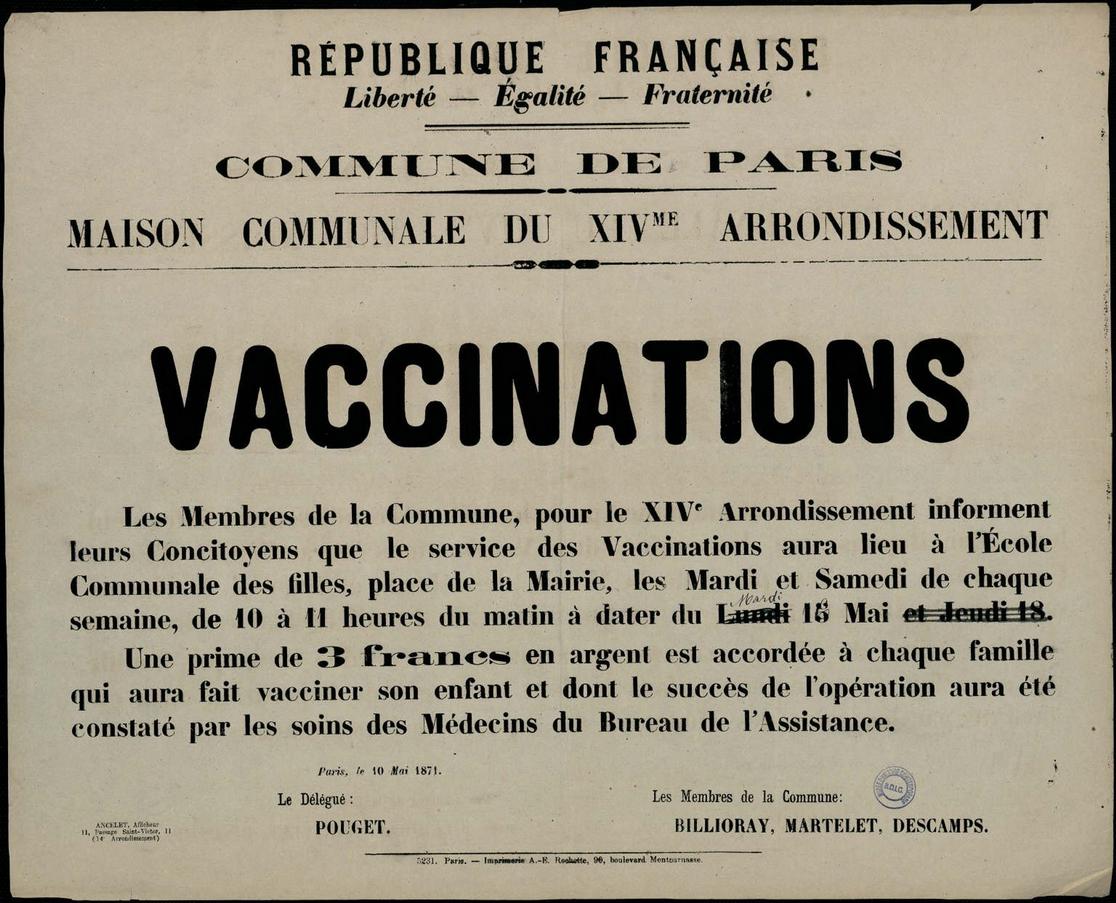 RÉPUBLIQUE FRANÇAISE
Liberté — Égalité — Fraternité
COMMUNE DE PARIS
MAISON COMMUNALE DU XIVME ARRONDISSEMENT
VACCINATIONS
Les Membres de la Commune, pour le XIVe Arrondissement informent
leurs Concitoyens que le service des Vaccinations aura lieu à l'École
Communale des filles, place de la Mairie, les Mardi et Samedi de chaque
Mardi
semaine, de 10 à 11 heures du matin à dater du Lundi Mai et Jeudi 18.
Une prime de 3 francs en argent est accordée à chaque famille
qui aura fait vacciner son enfant et dont le succès de l'opération aura été
constaté par les soins des Médecins du Bureau de l'Assistance.
Paris, le 10 Mai 1871.
Le Délégué :
POUGET.
Les Membres de la Commune:
BILLIORAY, MARTELET, DESCAMPS.
B.D.I.C.
ANCELET, Afficheur
11, Passage Saint-Victor, 11
(14e Arrondissement)
5231. Paris. — Imprimerie A.-E. Rochette, 90, boulevard Montparnasse.